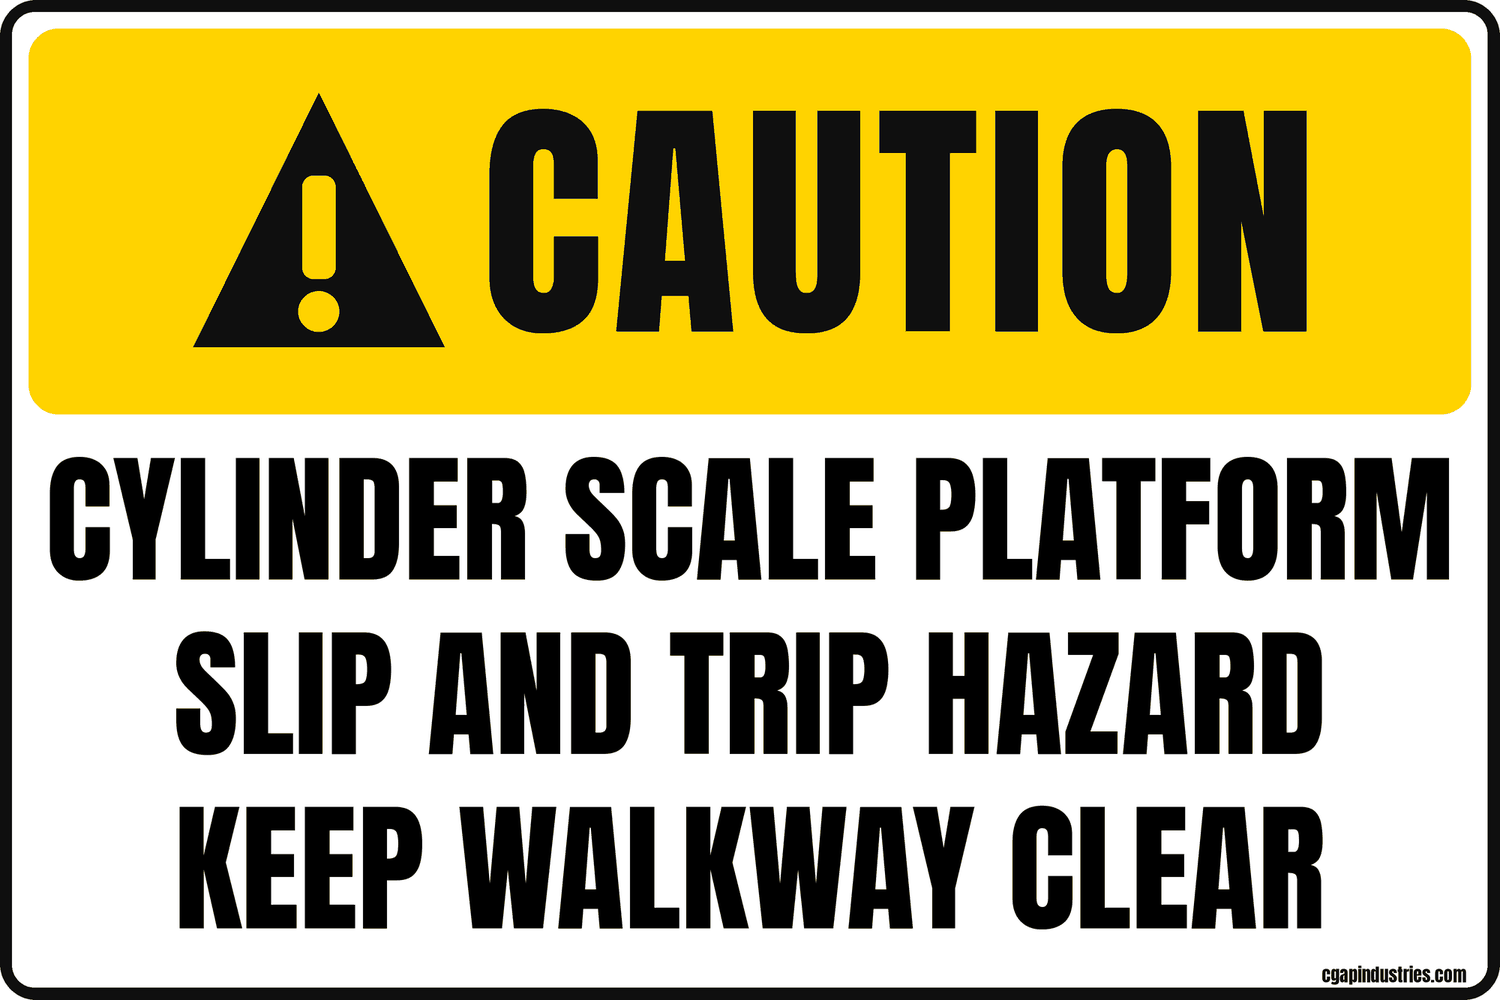 CAUTION
CYLINDER SCALE PLATFORM
SLIP AND TRIP HAZARD
KEEP WALKWAY CLEAR
cgapindustries.com